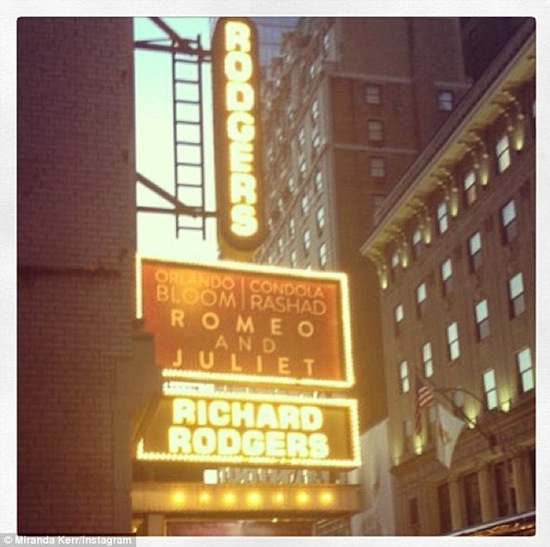 RODGERS
ORLANDO BLOOM | CONDOLA RASHAD
ROMEO
AND
JULIET
RICHARD
RODGERS
© Miranda Kerr/Instagram